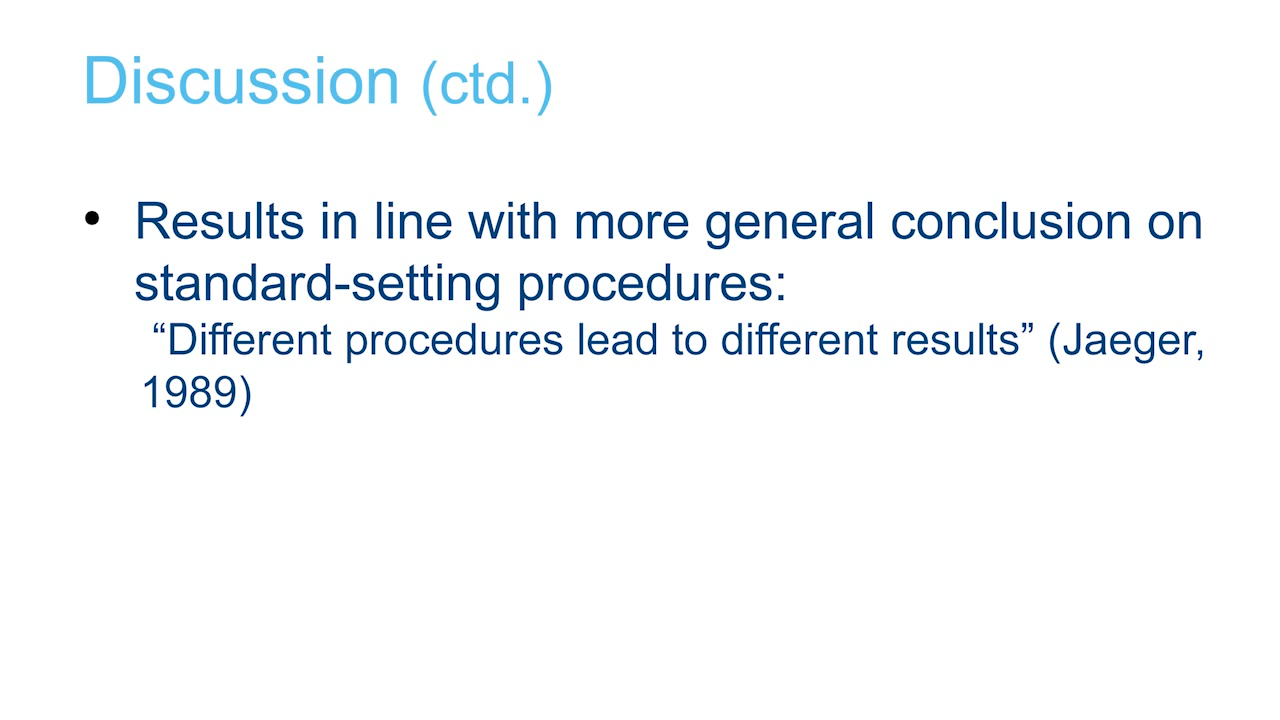 Discussion (ctd.)
• Results in line with more general conclusion on
standard-setting procedures:
“Different procedures lead to different results” (Jaeger,
1989)